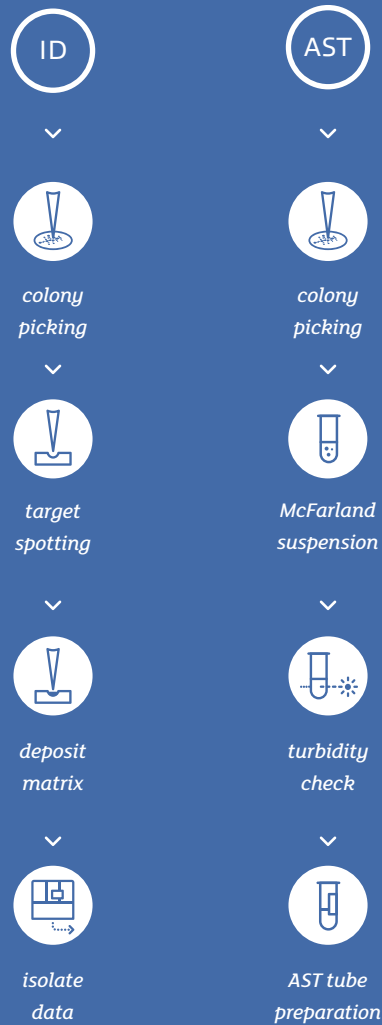 ID
colony
picking
target
spotting
deposit
matrix
isolate
data
AST
colony
picking
McFarland
suspension
turbidity
check
AST tube
preparation